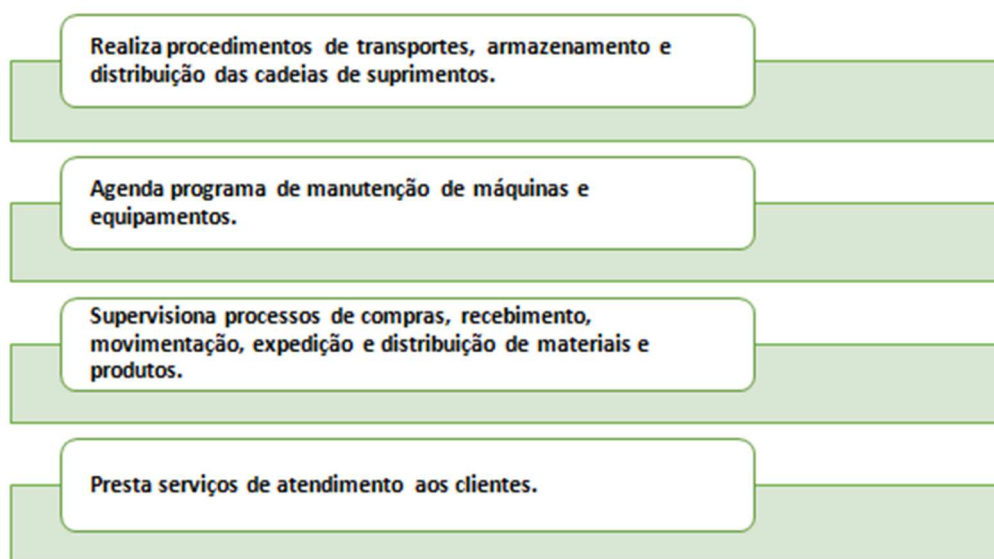 Realiza procedimentos de transportes, armazenamento e
distribuição das cadeias de suprimentos.
Agenda programa de manutenção de máquinas e
equipamentos.
Supervisiona processos de compras, recebimento,
movimentação, expedição e distribuição de materiais e
produtos.
Presta serviços de atendimento aos clientes.